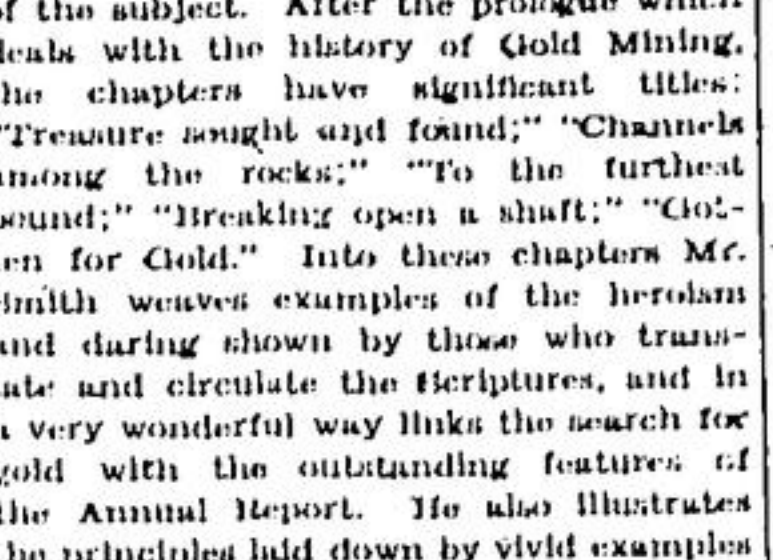 of the subject. After the prologue which
deals with the history of Gold Mining,
the chapters have significant titles:
"Treasure sought and found;" "Channels
among the rocks;" "To the furthest
bound;" "Breaking open a shaft;" "Got-
ten for Gold." Into these chapters Mr.
Smith weaves examples of the heroism
and daring shown by those who trans-
late and circulate the Scriptures, and in
a very wonderful way links the search for
gold with the outstanding features of
the Annual Report. He also illustrates
the principles laid down by vivid examples